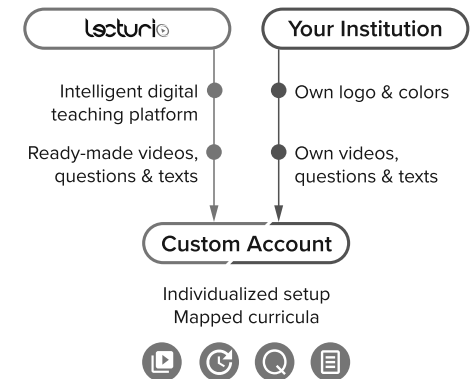 Lecturio
Your Institution
Intelligent digital
teaching platform
Own logo & colors
Ready-made videos,
questions & texts
Own videos,
questions & texts
Custom Account
Individualized setup
Mapped curricula